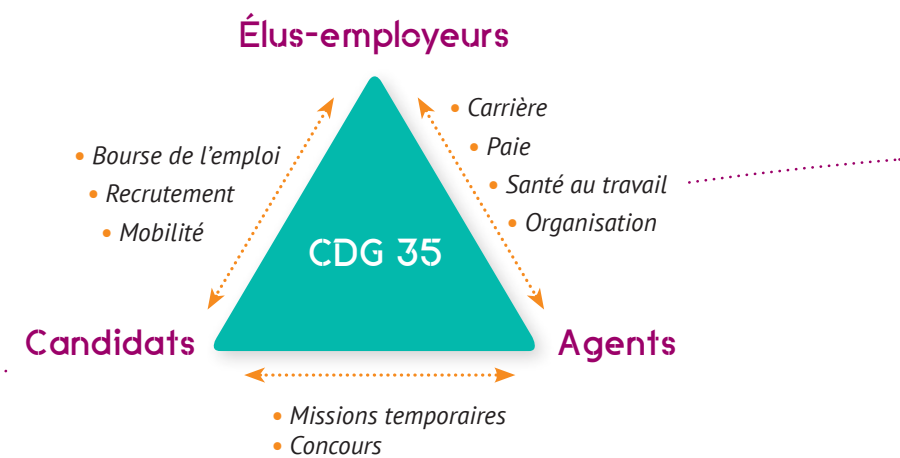 Élus-employeurs
• Carrière
• Paie
• Santé au travail
• Organisation
• Bourse de l’emploi
• Recrutement
• Mobilité
CDG 35
Candidats
Agents
• Missions temporaires
• Concours